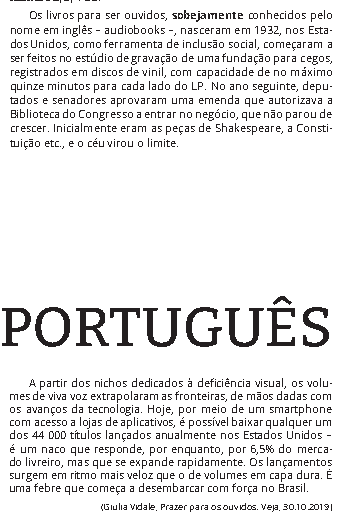 Os livros para ser ouvidos, sobejamente conhecidos pelo
nome em inglês – audiobooks –, nasceram em 1932, nos Esta-
dos Unidos, como ferramenta de inclusão social, começaram a
ser feitos no estúdio de gravação de uma fundação para cegos,
registrados em discos de vinil, com capacidade de no máximo
quinze minutos para cada lado do LP. No ano seguinte, depu-
tados e senadores aprovaram uma emenda que autorizava a
Biblioteca do Congresso a entrar no negócio, que não parou de
crescer. Inicialmente eram as peças de Shakespeare, a Consti-
tuição etc., e o céu virou o limite.
PORTUGUÊS
A partir dos nichos dedicados à deficiência visual, os volu-
mes de viva voz extrapolaram as fronteiras, de mãos dadas com
os avanços da tecnologia. Hoje, por meio de um smartphone
com acesso a lojas de aplicativos, é possível baixar qualquer um
dos 44 000 títulos lançados anualmente nos Estados Unidos –
é um naco que responde, por enquanto, por 6,5% do merca-
do livreiro, mas que se expande rapidamente. Os lançamentos
surgem em ritmo mais veloz que o de volumes em capa dura. É
uma febre que começa a desembarcar com força no Brasil.
(Giulia Vidale, Prazer para os ouvidos. Veja, 30.10.2019)